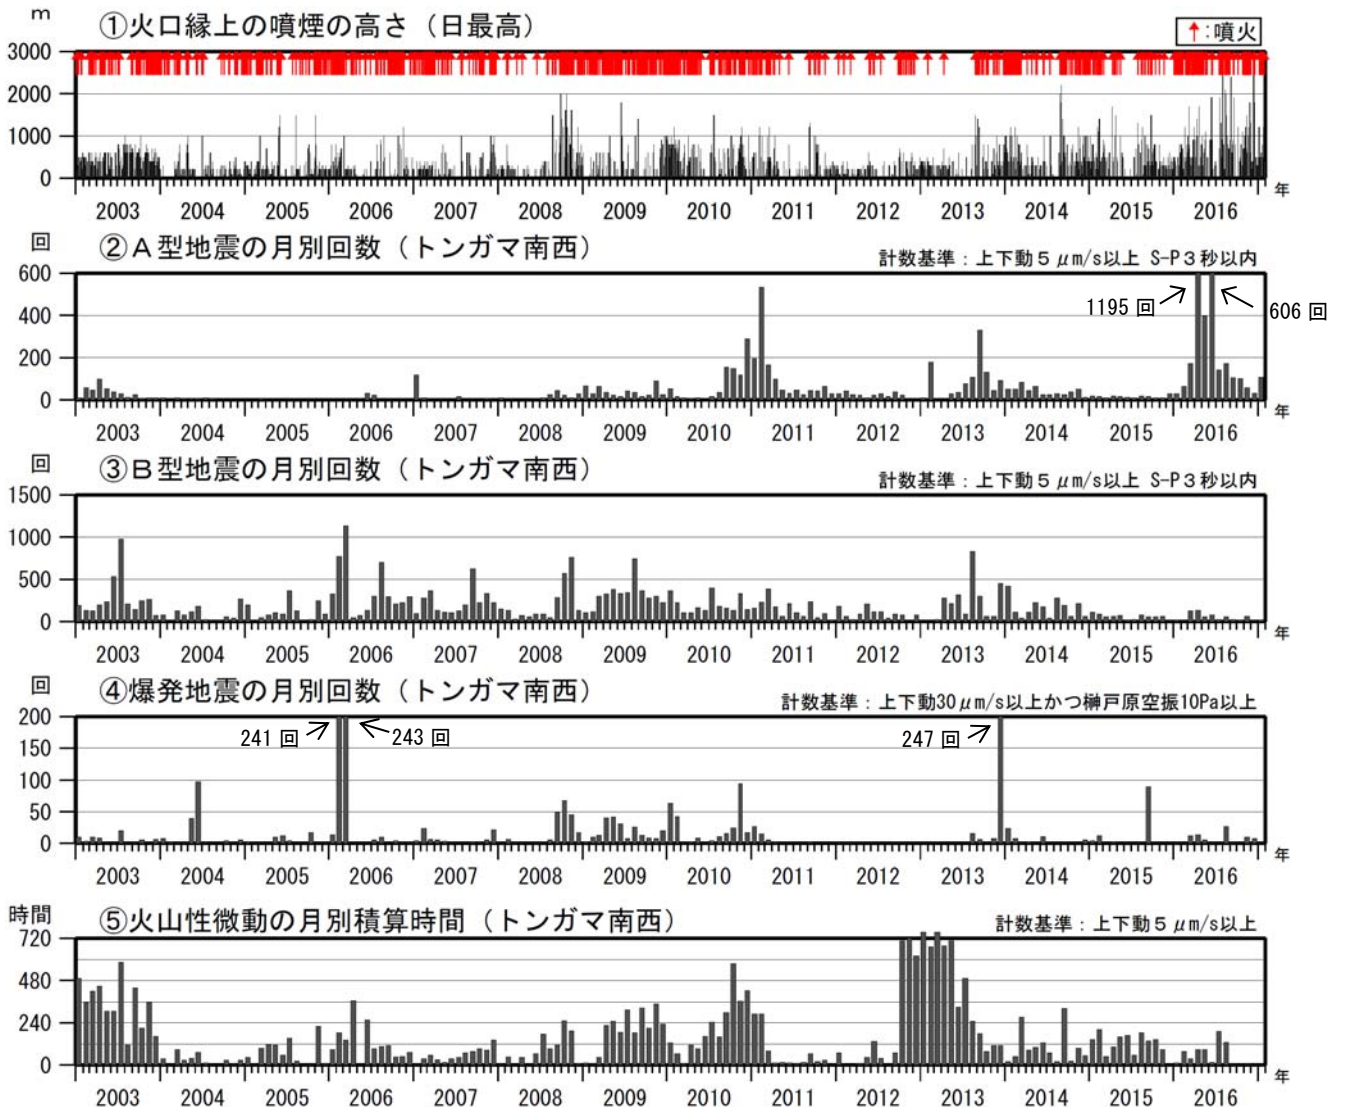 m ①火口縁上の噴煙の高さ（日最高） ↑:噴火
3000
2000
1000
0
2003 2004 2005 2006 2007 2008 2009 2010 2011 2012 2013 2014 2015 2016 年
回 ②Ａ型地震の月別回数（トンガマ南西） 計数基準：上下動５μm/s以上 S-P３秒以内
600
1195 回 606 回
400
200
0
2003 2004 2005 2006 2007 2008 2009 2010 2011 2012 2013 2014 2015 2016 年
回 ③Ｂ型地震の月別回数（トンガマ南西） 計数基準：上下動５μm/s以上 S-P３秒以内
1500
1000
500
0
2003 2004 2005 2006 2007 2008 2009 2010 2011 2012 2013 2014 2015 2016 年
回 ④爆発地震の月別回数（トンガマ南西） 計数基準：上下動30μm/s以上かつ榊戸原空振10Pa以上
200
241 回 243 回 247 回
150
100
50
0
2003 2004 2005 2006 2007 2008 2009 2010 2011 2012 2013 2014 2015 2016 年
時間 ⑤火山性微動の月別積算時間（トンガマ南西） 計数基準：上下動５μm/s以上
720
480
240
0
2003 2004 2005 2006 2007 2008 2009 2010 2011 2012 2013 2014 2015 2016 年